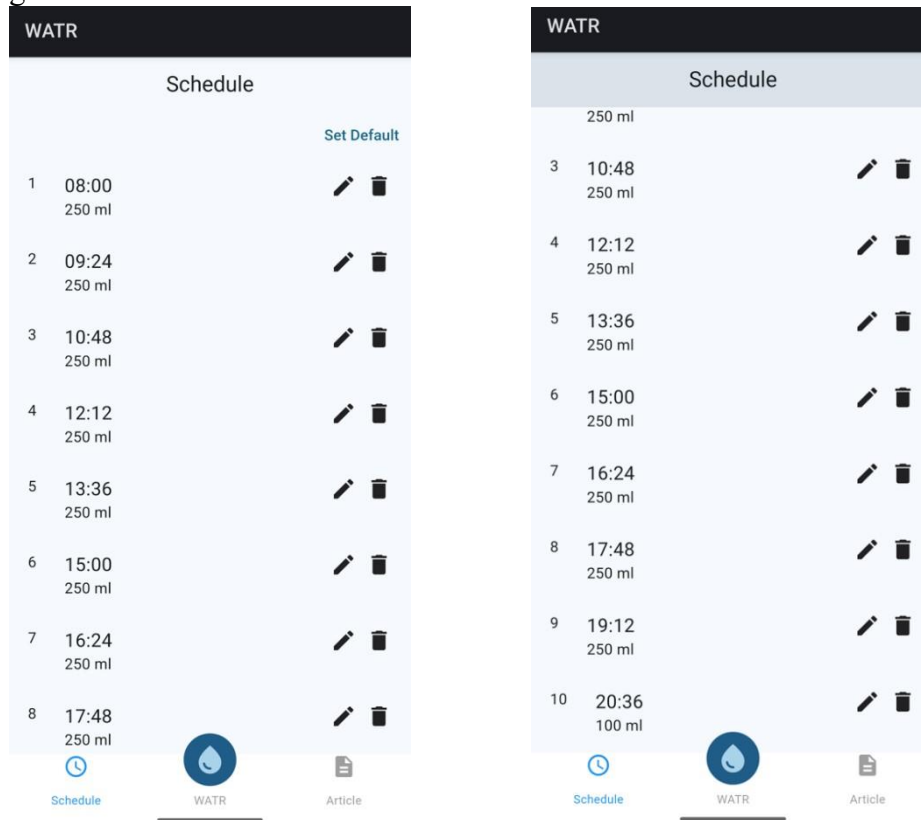 WATR
Schedule
Set Default
1 08:00
250 ml
2 09:24
250 ml
3 10:48
250 ml
4 12:12
250 ml
5 13:36
250 ml
6 15:00
250 ml
7 16:24
250 ml
8 17:48
250 ml
Schedule WATR Article
WATR
Schedule
250 ml
3 10:48
250 ml
4 12:12
250 ml
5 13:36
250 ml
6 15:00
250 ml
7 16:24
250 ml
8 17:48
250 ml
9 19:12
250 ml
10 20:36
100 ml
Schedule WATR Article